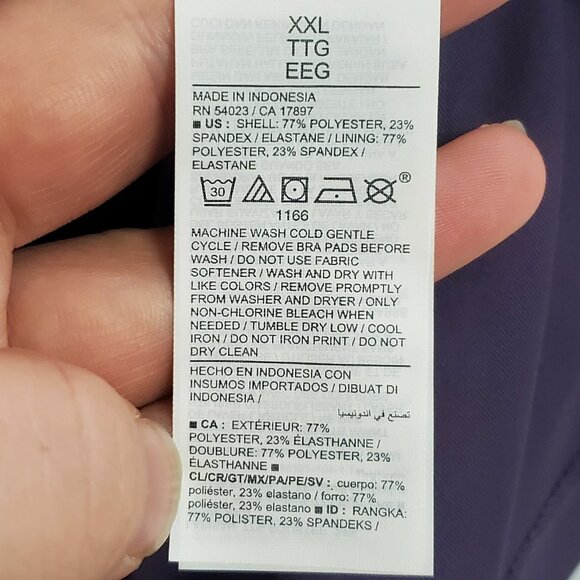 XXL
TTG
EEG
MADE IN INDONESIA
RN 54023 / CA 17897
■ US : SHELL: 77% POLYESTER, 23%
SPANDEX / ELASTANE / LINING: 77%
POLYESTER, 23% SPANDEX /
ELASTANE
30 ®
1166
MACHINE WASH COLD GENTLE
CYCLE / REMOVE BRA PADS BEFORE
WASH / DO NOT USE FABRIC
SOFTENER / WASH AND DRY WITH
LIKE COLORS / REMOVE PROMPTLY
FROM WASHER AND DRYER / ONLY
NON-CHLORINE BLEACH WHEN
NEEDED / TUMBLE DRY LOW / COOL
IRON / DO NOT IRON PRINT / DO NOT
DRY CLEAN
HECHO EN INDONESIA CON
INSUMOS IMPORTADOS / DIBUAT DI
INDONESIA /
تصنع في اندونيسيا
■ CA : EXTÉRIEUR: 77%
POLYESTER, 23% ÉLASTHANNE /
DOUBLURE: 77% POLYESTER, 23%
ÉLASTHANNE ■
CL/CR/GT/MX/PA/PE/SV : cuerpo: 77%
poliéster, 23% elastano / forro: 77%
poliéster, 23% elastano ■ ID : RANGKA:
77% POLISTER, 23% SPANDEKS /